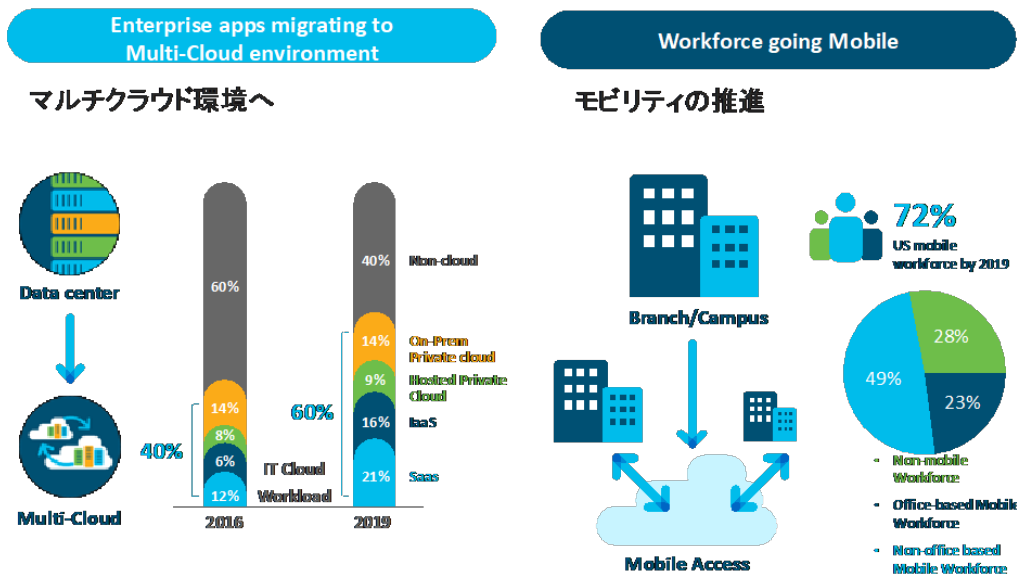 Enterprise apps migrating to
Multi-Cloud environment
マルチクラウド環境へ
Data center
Multi-Cloud
60%
14%
8%
6%
12%
40%
IT Cloud
Workload
2016
40%
14%
9%
16%
21%
60%
2019
Non-cloud
On-Prem
Private cloud
Hosted Private
Cloud
IaaS
Saas
Workforce going Mobile
モビリティの推進
Branch/Campus
Mobile Access
72%
US mobile
workforce by 2019
28%
49%
23%
- Non-mobile
Workforce
- Office-based Mobile
Workforce
- Non-office based
Mobile Workforce